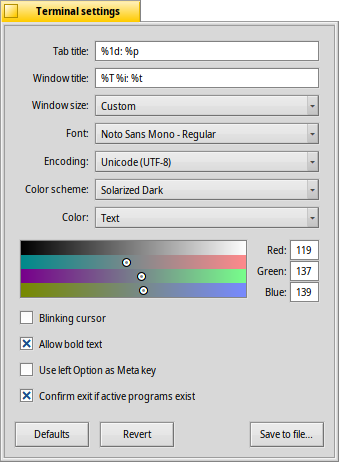 Terminal settings
Tab title: %1d: %p
Window title: %T %i: %t
Window size: Custom
Font: Noto Sans Mono - Regular
Encoding: Unicode (UTF-8)
Color scheme: Solarized Dark
Color: Text
Red: 119
Green: 137
Blue: 139
Blinking cursor
Allow bold text
Use left Option as Meta key
Confirm exit if active programs exist
Defaults Revert Save to file...